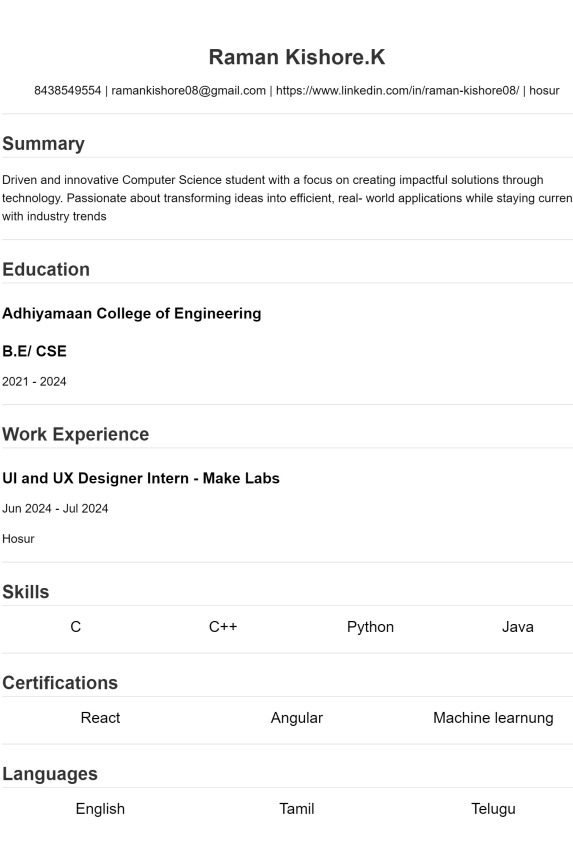 Raman Kishore.K
8438549554 | ramankishore08@gmail.com | https://www.linkedin.com/in/raman-kishore08/ | hosur
Summary
Driven and innovative Computer Science student with a focus on creating impactful solutions through
technology. Passionate about transforming ideas into efficient, real- world applications while staying curren
with industry trends
Education
Adhiyamaan College of Engineering
B.E/ CSE
2021 - 2024
Work Experience
UI and UX Designer Intern - Make Labs
Jun 2024 - Jul 2024
Hosur
Skills
C C++ Python Java
Certifications
React Angular Machine learnung
Languages
English Tamil Telugu